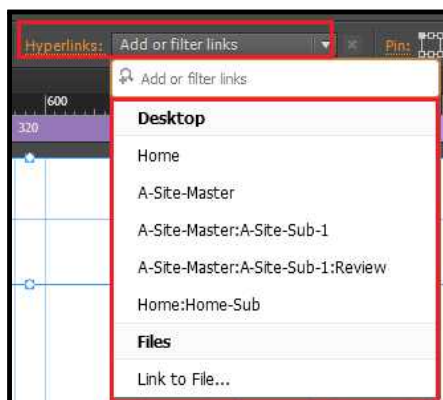 Hyperlinks: Add or filter links Pin:
Add or filter links
600
320
Desktop
Home
A-Site-Master
A-Site-Master:A-Site-Sub-1
A-Site-Master:A-Site-Sub-1:Review
Home:Home-Sub
Files
Link to File...